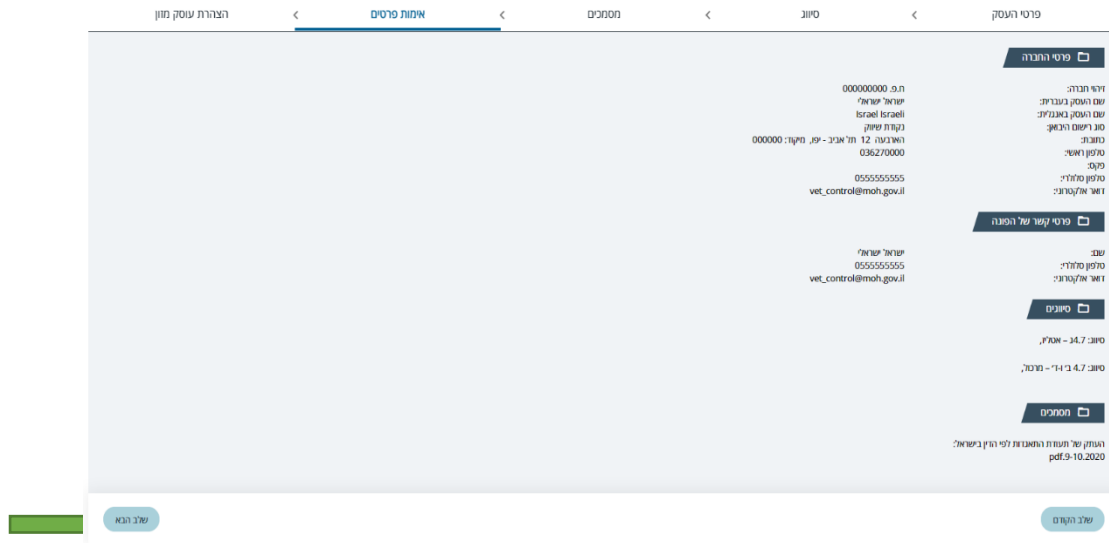 פרטי העסק
סיווג
מסמכים
אימות פרטים
הצהרת עוסק מזון
פרטי החברה
זיהוי חברה: ח.פ. 000000000
שם העסק בעברית: ישראל ישראלי
שם העסק באנגלית: Israel Israeli
סוג רישום היבואן: נקודת שיווק
כתובת: הארבעה 12 תל אביב - יפו, מיקוד: 000000
טלפון ראשי: 036270000
פקס:
טלפון סלולרי: 0555555555
דואר אלקטרוני: vet_control@moh.gov.il
פרטי קשר של הפונה
שם: ישראל ישראלי
טלפון סלולרי: 0555555555
דואר אלקטרוני: vet_control@moh.gov.il
סיווגים
סיווג: 4.7ג – אטליז,
סיווג: 4.7 ב' ו-ד' – מרכול,
מסמכים
העתק של תעודת התאגדות לפי הדין בישראל:
pdf.9-10.2020
שלב הקודם
שלב הבא